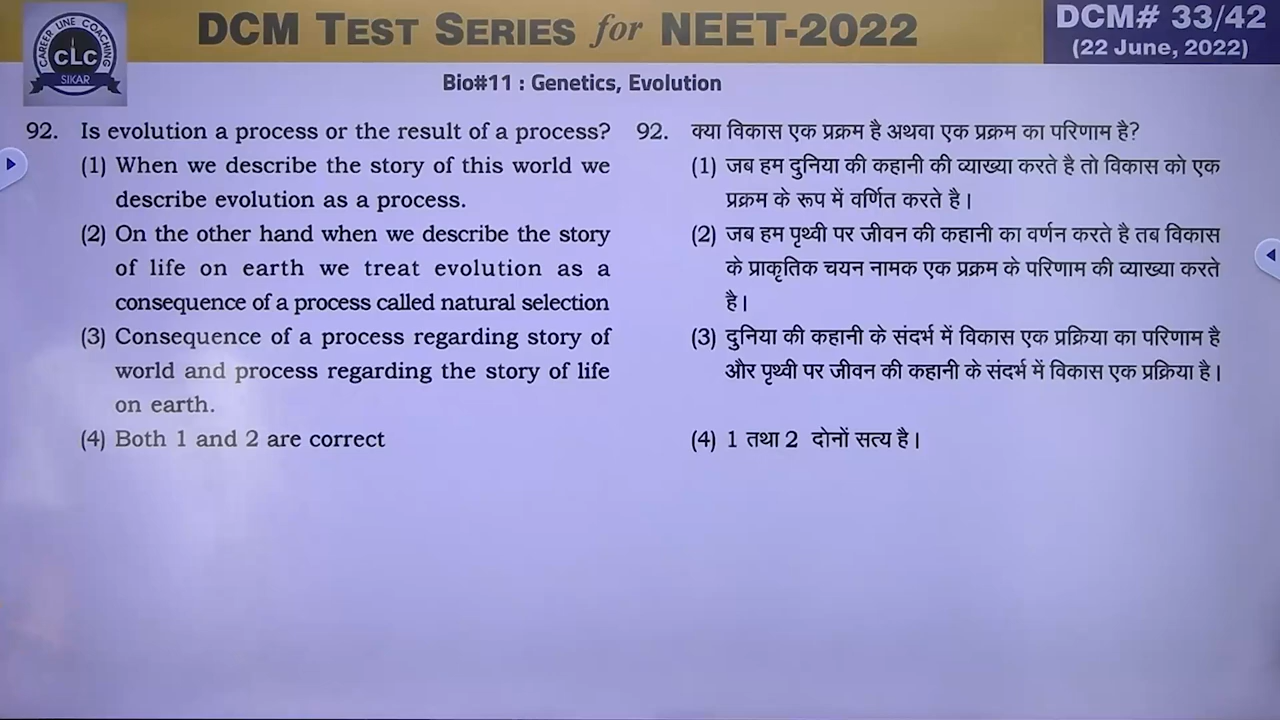 CAREER LINE COACHING
CLC
SIKAR
DCM TEST SERIES for NEET-2022
DCM# 33/42
(22 June, 2022)
Bio#11 : Genetics, Evolution
92. Is evolution a process or the result of a process?
(1) When we describe the story of this world we
describe evolution as a process.
(2) On the other hand when we describe the story
of life on earth we treat evolution as a
consequence of a process called natural selection
(3) Consequence of a process regarding story of
world and process regarding the story of life
on earth.
(4) Both 1 and 2 are correct
92. क्या विकास एक प्रक्रम है अथवा एक प्रक्रम का परिणाम है?
(1) जब हम दुनिया की कहानी की व्याख्या करते है तो विकास को एक
प्रक्रम के रूप में वर्णित करते है।
(2) जब हम पृथ्वी पर जीवन की कहानी का वर्णन करते है तब विकास
के प्राकृतिक चयन नामक एक प्रक्रम के परिणाम की व्याख्या करते
है।
(3) दुनिया की कहानी के संदर्भ में विकास एक प्रक्रिया का परिणाम है
और पृथ्वी पर जीवन की कहानी के संदर्भ में विकास एक प्रक्रिया है।
(4) 1 तथा 2 दोनों सत्य है।